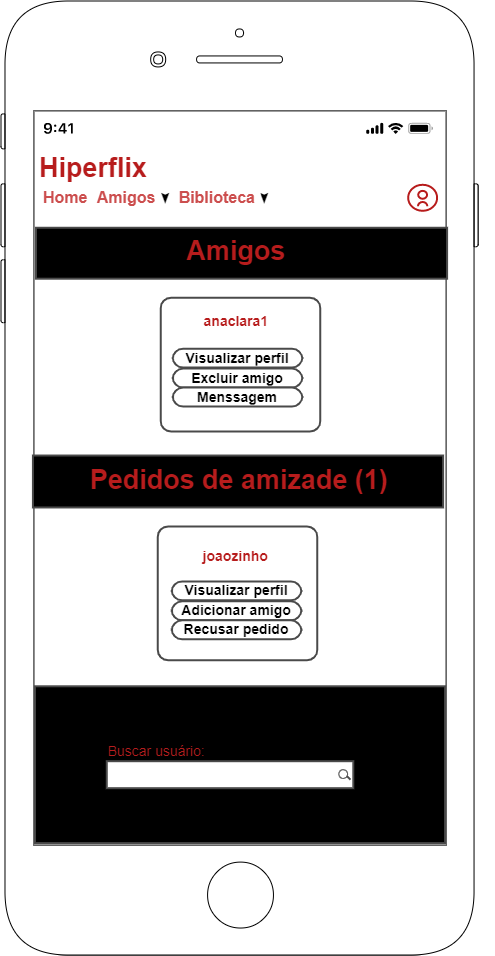 9:41
Hiperflix
Home Amigos Biblioteca
Amigos
anaclara1
Visualizar perfil
Excluir amigo
Menssagem
Pedidos de amizade (1)
joaozinho
Visualizar perfil
Adicionar amigo
Recusar pedido
Buscar usuário: